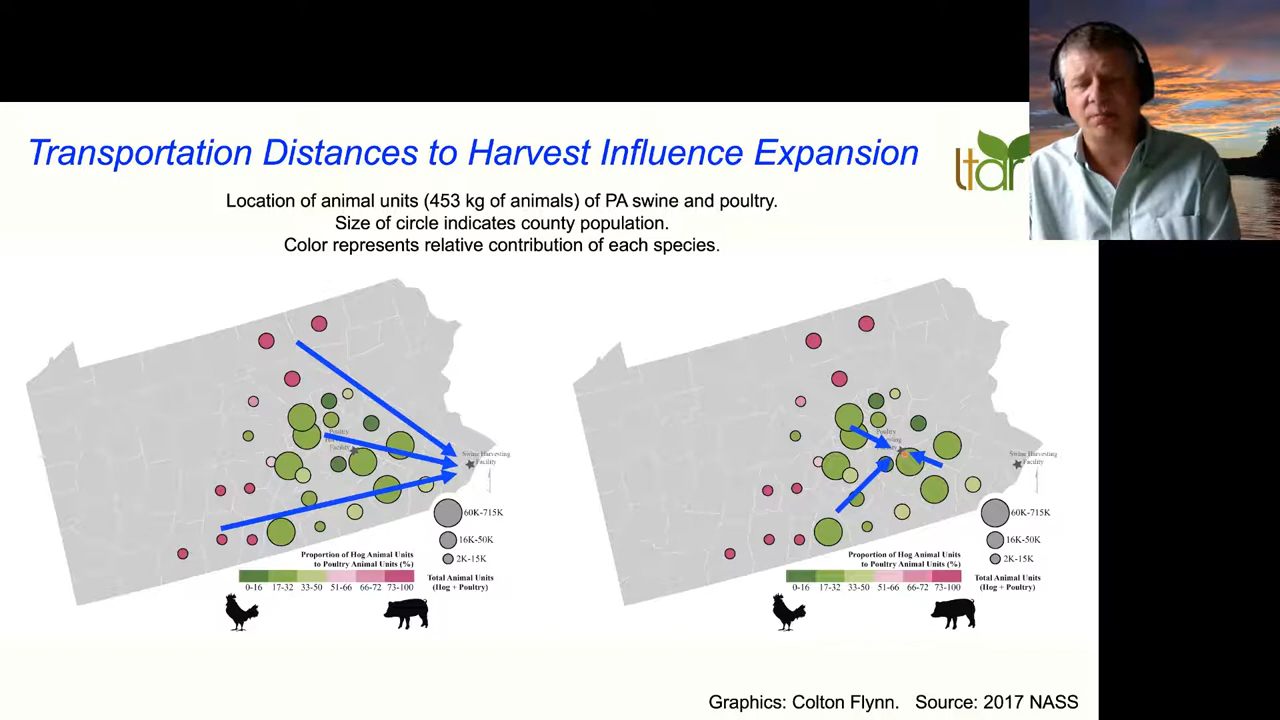 Transportation Distances to Harvest Influence Expansion
ltar
Location of animal units (453 kg of animals) of PA swine and poultry.
Size of circle indicates county population.
Color represents relative contribution of each species.
Poultry
Facility
Swine Harvesting
Facility
60K-715K
16K-50K
2K-15K
Proportion of Hog Animal Units
to Poultry Animal Units (%)
0-16 17-32 33-50 51-66 66-72 73-100
Total Animal Units
(Hog + Poultry)
Poultry
Swine Harvesting
Facility
60K-715K
16K-50K
2K-15K
Proportion of Hog Animal Units
to Poultry Animal Units (%)
0-16 17-32 33-50 51-66 66-72 73-100
Total Animal Units
(Hog + Poultry)
Graphics: Colton Flynn. Source: 2017 NASS